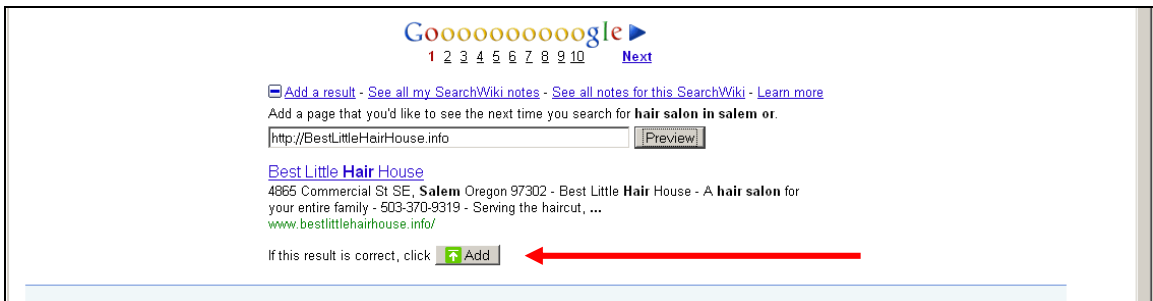 Goooooooooogle
1 2 3 4 5 6 7 8 9 10 Next
Add a result - See all my SearchWiki notes - See all notes for this SearchWiki - Learn more
Add a page that you'd like to see the next time you search for hair salon in salem or.
http://BestLittleHairHouse.info Preview
Best Little Hair House
4865 Commercial St SE, Salem Oregon 97302 - Best Little Hair House - A hair salon for
your entire family - 503-370-9319 - Serving the haircut, ...
www.bestlittlehairhouse.info/
If this result is correct, click Add